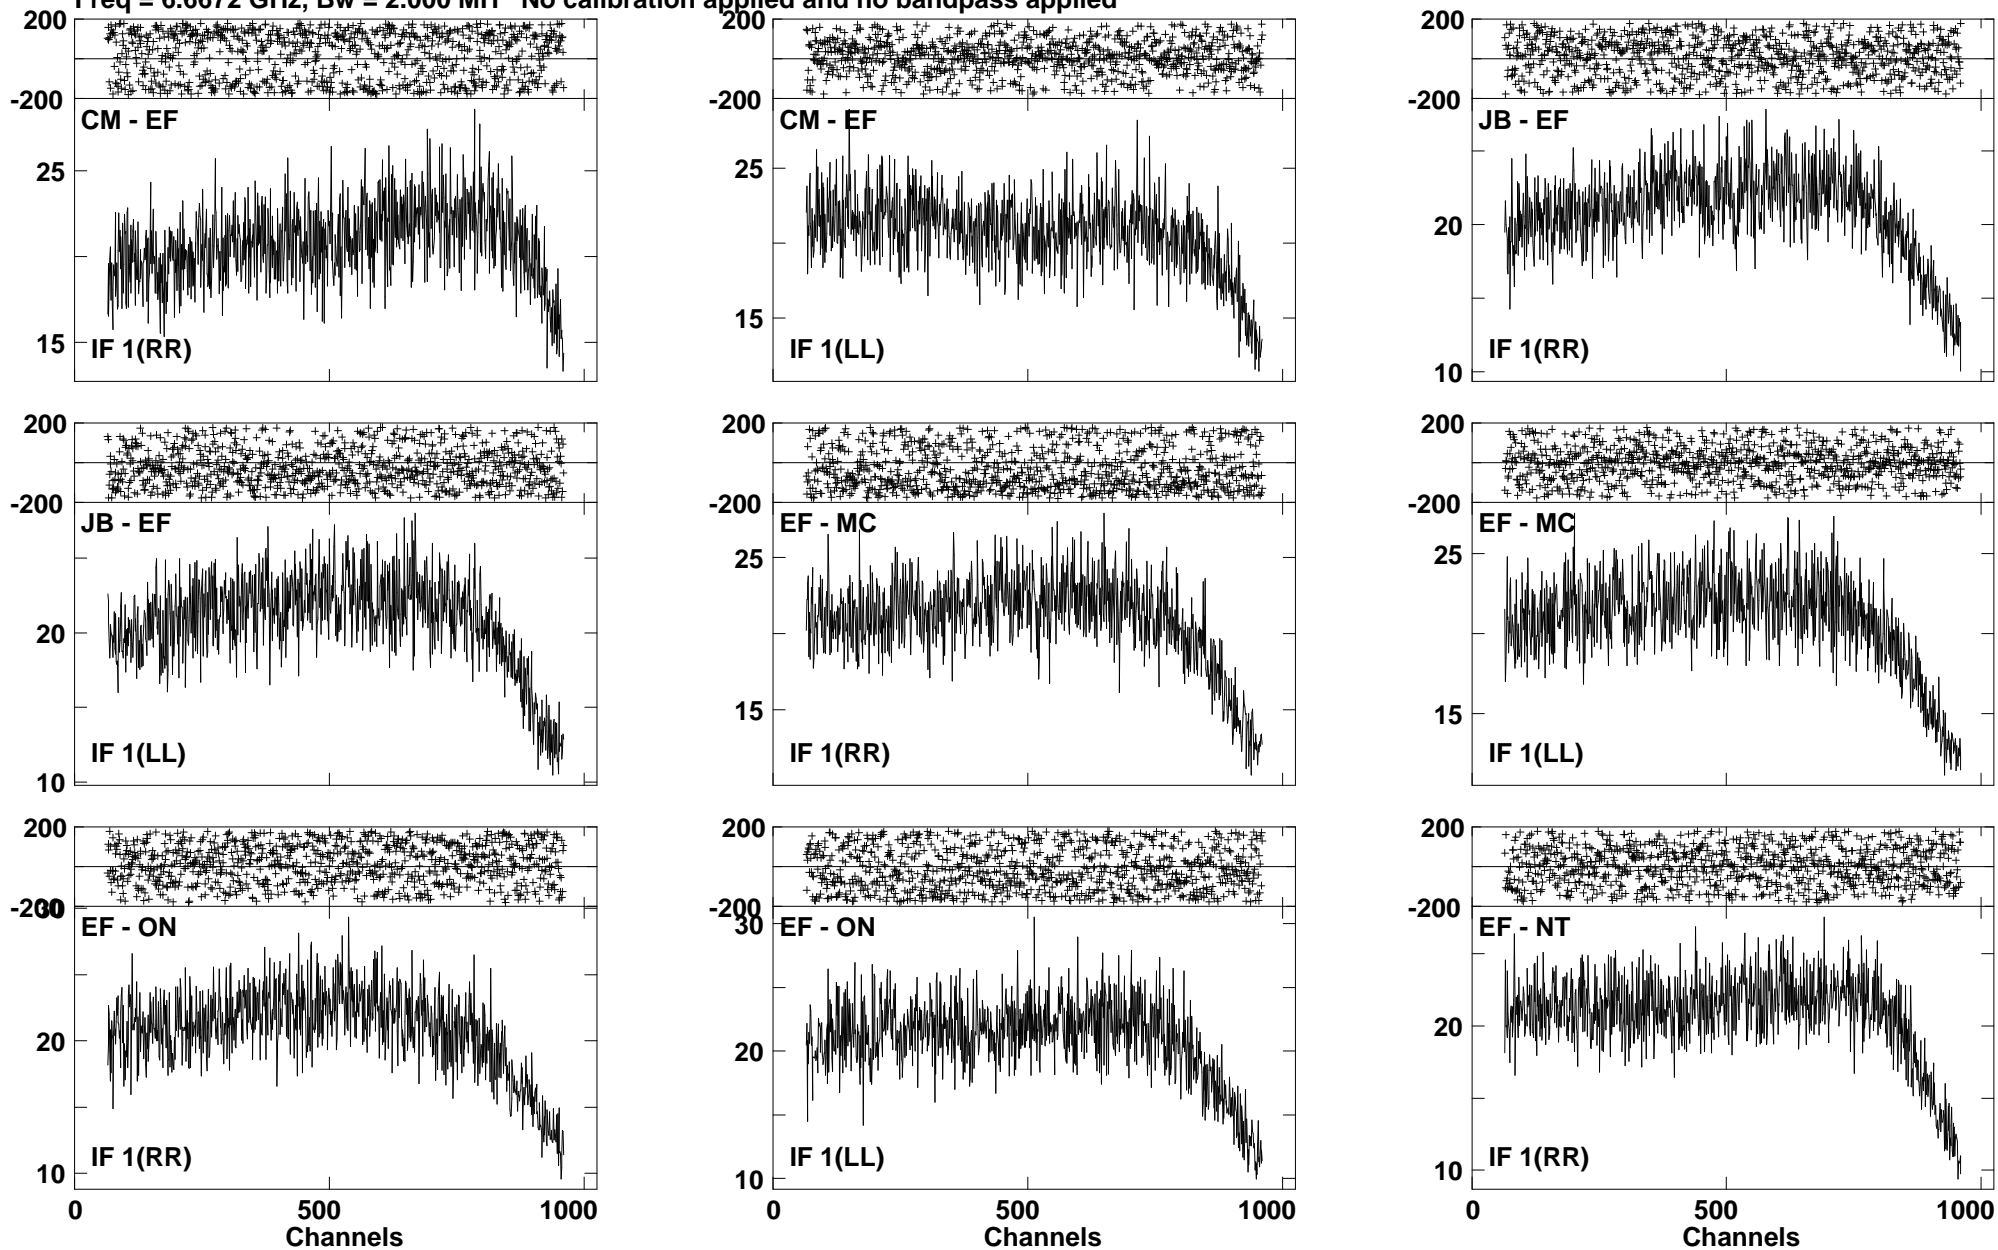 Freq = 6.6672 GHz, Bw = 2.000 MH No calibration applied and no bandpass applied
200
-200
CM - EF
25
15
IF 1(RR)
-200
CM - EF
25
15
IF 1(LL)
200
-200
JB - EF
20
10
IF 1(RR)
200
-200
JB - EF
20
10
IF 1(LL)
200
-200
EF - MC
25
15
IF 1(RR)
200
-200
EF - MC
25
15
IF 1(LL)
200
-200
30
EF - ON
20
10
IF 1(RR)
0 500 1000
Channels
200
-200
30
EF - ON
20
10
IF 1(LL)
0 500 1000
Channels
200
-200
EF - NT
20
10
IF 1(RR)
0 500 1000
Channels